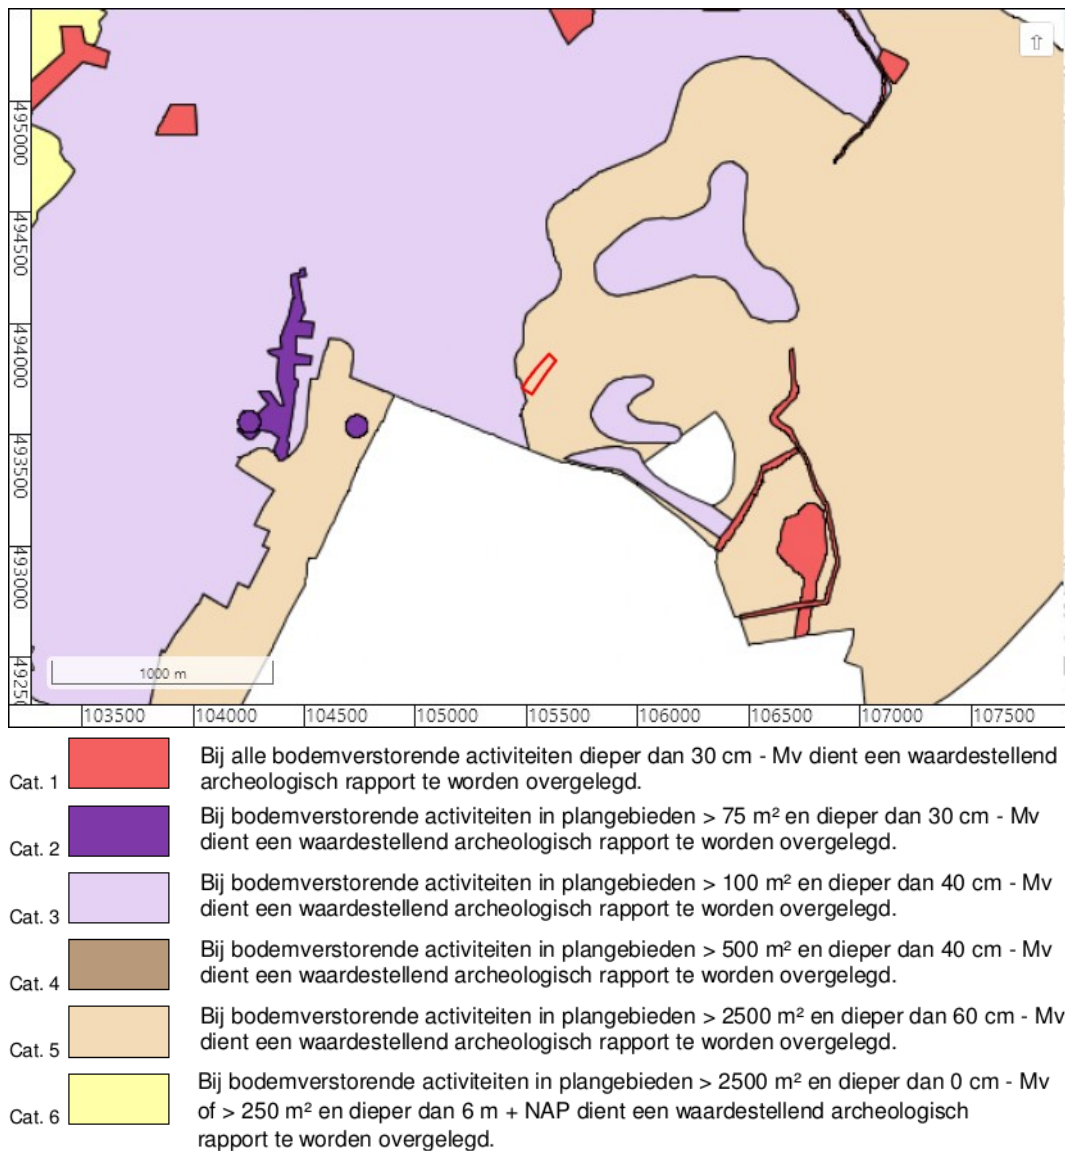 ⇧
495000
494500
494000
493500
493000
49250
1000 m
103500
104000
104500
105000
105500
106000
106500
107000
107500
Cat. 1
Bij alle bodemverstorende activiteiten dieper dan 30 cm - Mv dient een waardestellend
archeologisch rapport te worden overgelegd.
Cat. 2
Bij bodemverstorende activiteiten in plangebieden > 75 m² en dieper dan 30 cm - Mv
dient een waardestellend archeologisch rapport te worden overgelegd.
Cat. 3
Bij bodemverstorende activiteiten in plangebieden > 100 m² en dieper dan 40 cm - Mv
dient een waardestellend archeologisch rapport te worden overgelegd.
Cat. 4
Bij bodemverstorende activiteiten in plangebieden > 500 m² en dieper dan 40 cm - Mv
dient een waardestellend archeologisch rapport te worden overgelegd.
Cat. 5
Bij bodemverstorende activiteiten in plangebieden > 2500 m² en dieper dan 60 cm - Mv
dient een waardestellend archeologisch rapport te worden overgelegd.
Cat. 6
Bij bodemverstorende activiteiten in plangebieden > 2500 m² en dieper dan 0 cm - Mv
of > 250 m² en dieper dan 6 m + NAP dient een waardestellend archeologisch
rapport te worden overgelegd.